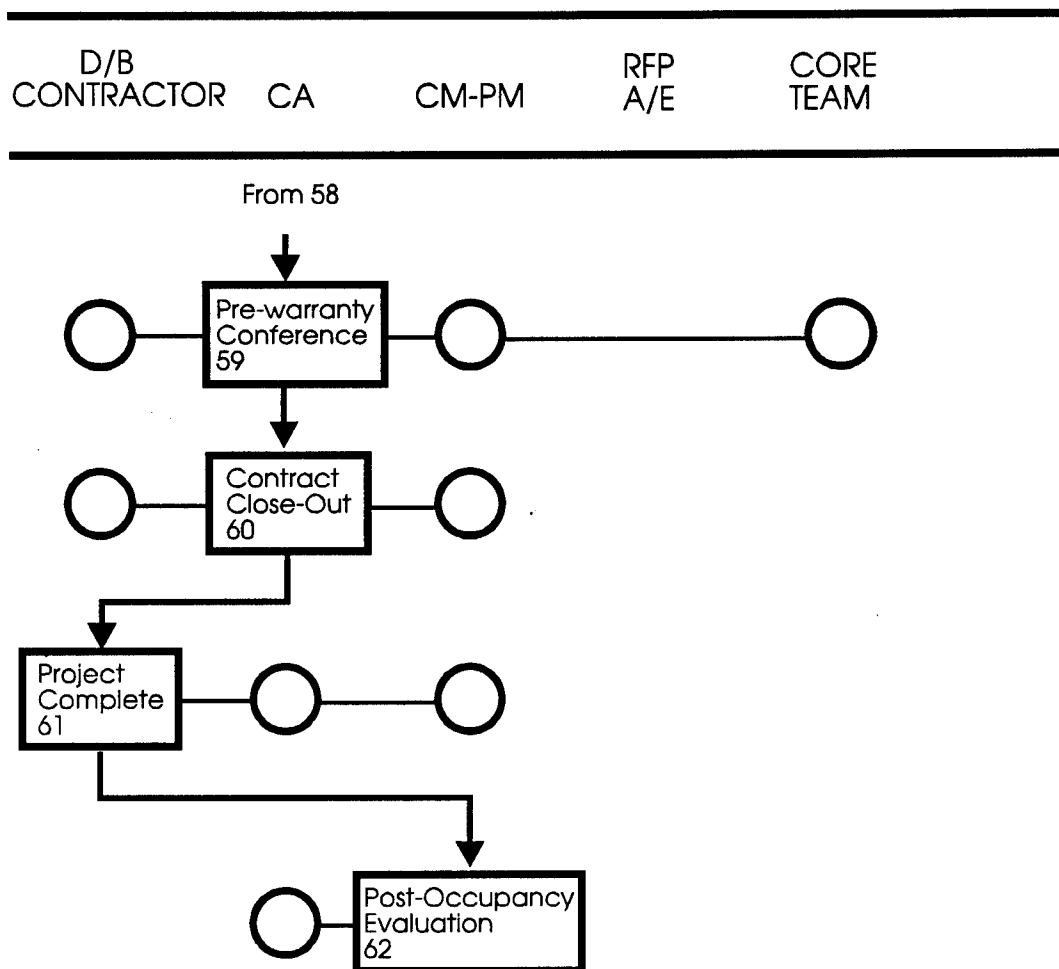 D/B
CONTRACTOR
CA
CM-PM
RFP
A/E
CORE
TEAM
From 58
Pre-warranty
Conference
59
Contract
Close-Out
60
Project
Complete
61
Post-Occupancy
Evaluation
62